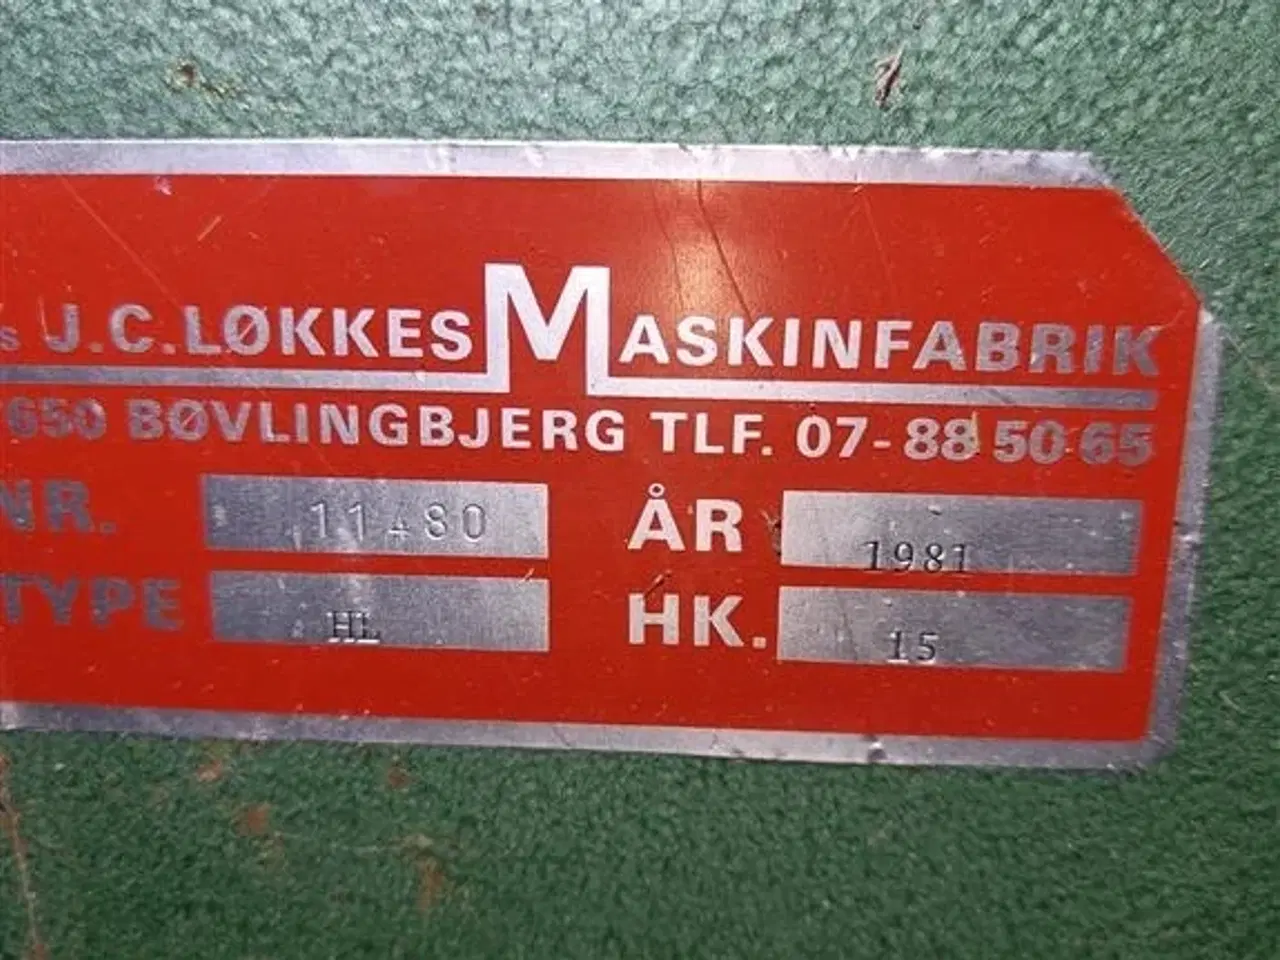 s J.C.LØKKES MASKINFABRIK
650 BØVLINGBJERG TLF. 07-88 50 65
NR. 11480 ÅR 1981
TYPE HL HK. 15